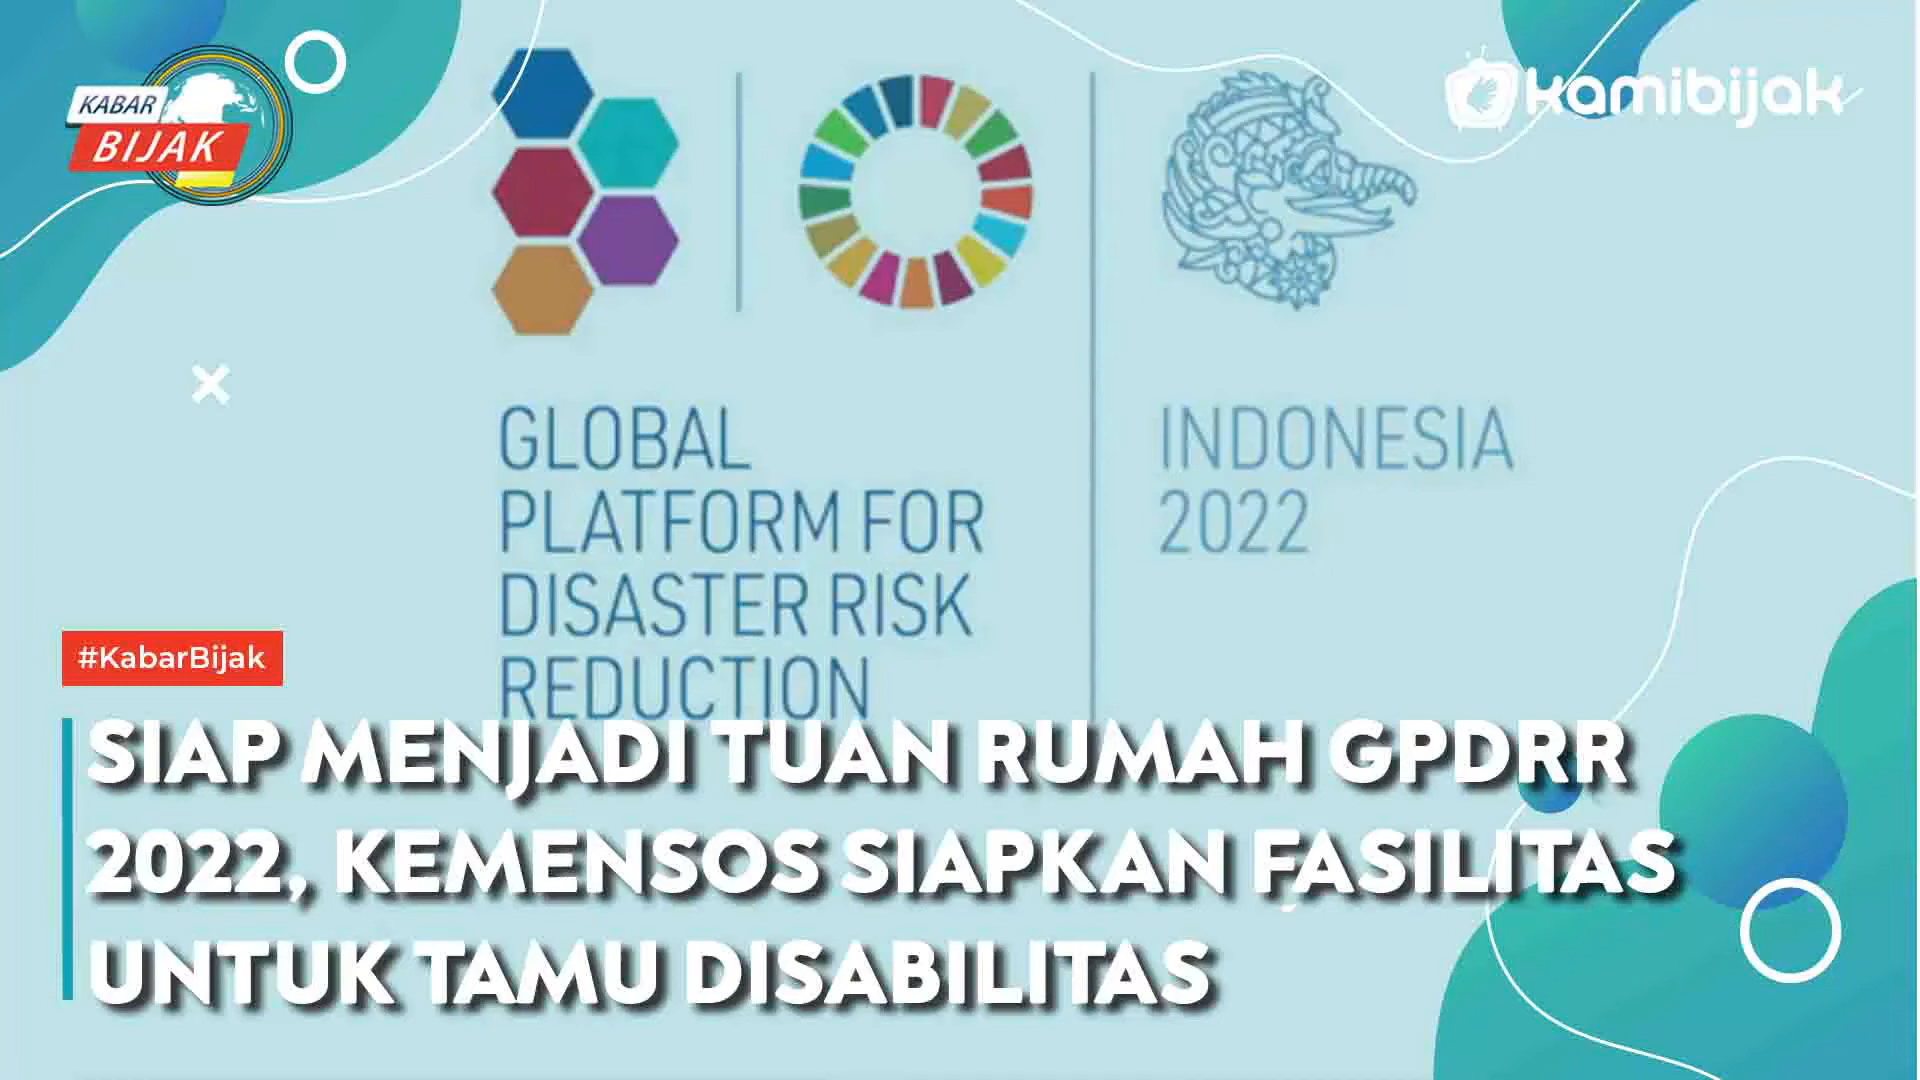 KABAR
BIJAK
kamibijak
GLOBAL
PLATFORM FOR
DISASTER RISK
REDUCTION
INDONESIA
2022
#KabarBijak
SIAP MENJADI TUAN RUMAH GPDRR
2022, KEMENSOS SIAPKAN FASILITAS
UNTUK TAMU DISABILITAS